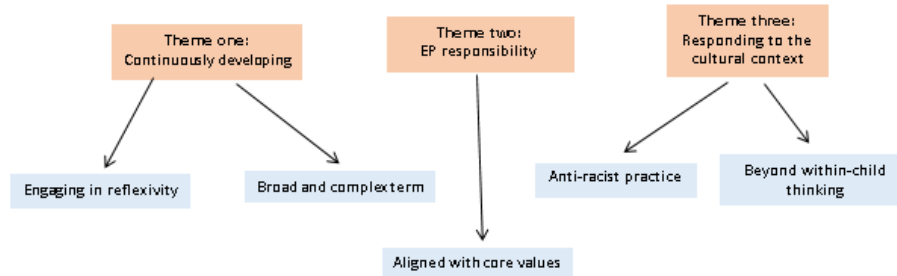 Theme one:
Continuously developing
Theme two:
EP responsibility
Theme three:
Responding to the
cultural context
Engaging in reflexivity
Broad and complex term
Anti-racist practice
Beyond within-child
thinking
Aligned with core values